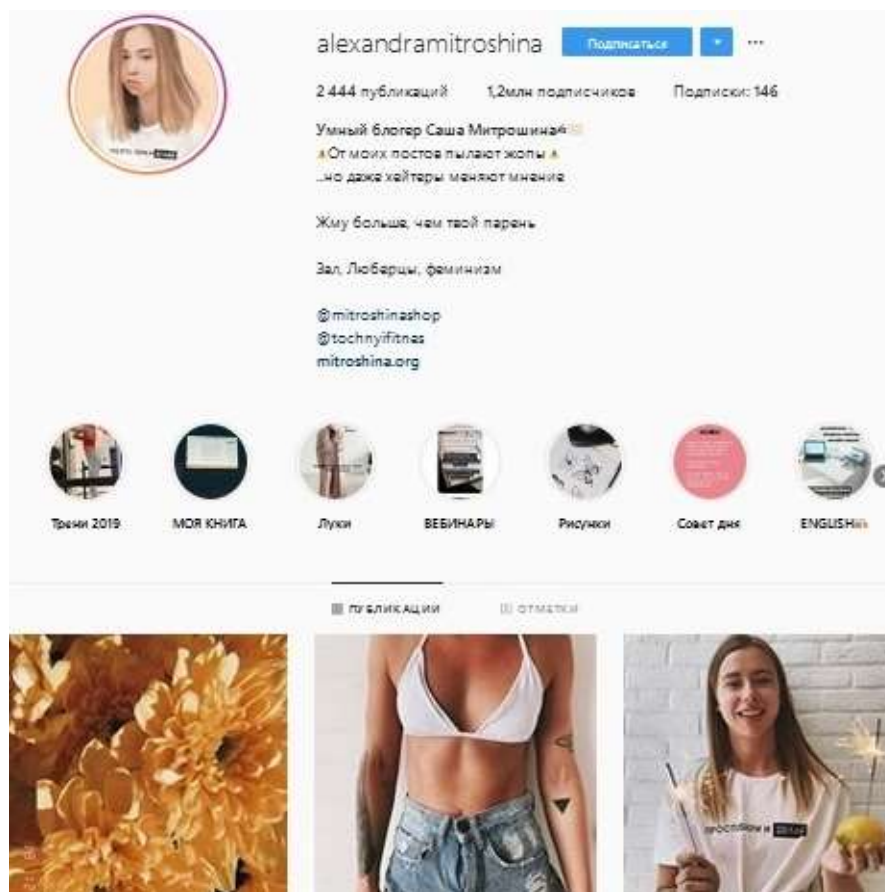 alexandramitroshina Подписаться
2 444 публикаций 1,2млн подписчиков Подписки: 146
Умный блогер Саша Митрошина
От моих постов пылают жопы
..но даже хейтеры меняют мнение
Жму больше, чем твой парень
Зал, Люберцы, феминизм
@mitroshinashop
@tochnyifitnes
mitroshina.org
Трени 2019 МОЯ КНИГА Луки ВЕБИНАРЫ Рисунки Совет дня ENGLISH
ПУБЛИКАЦИИ ОТМЕТКИ